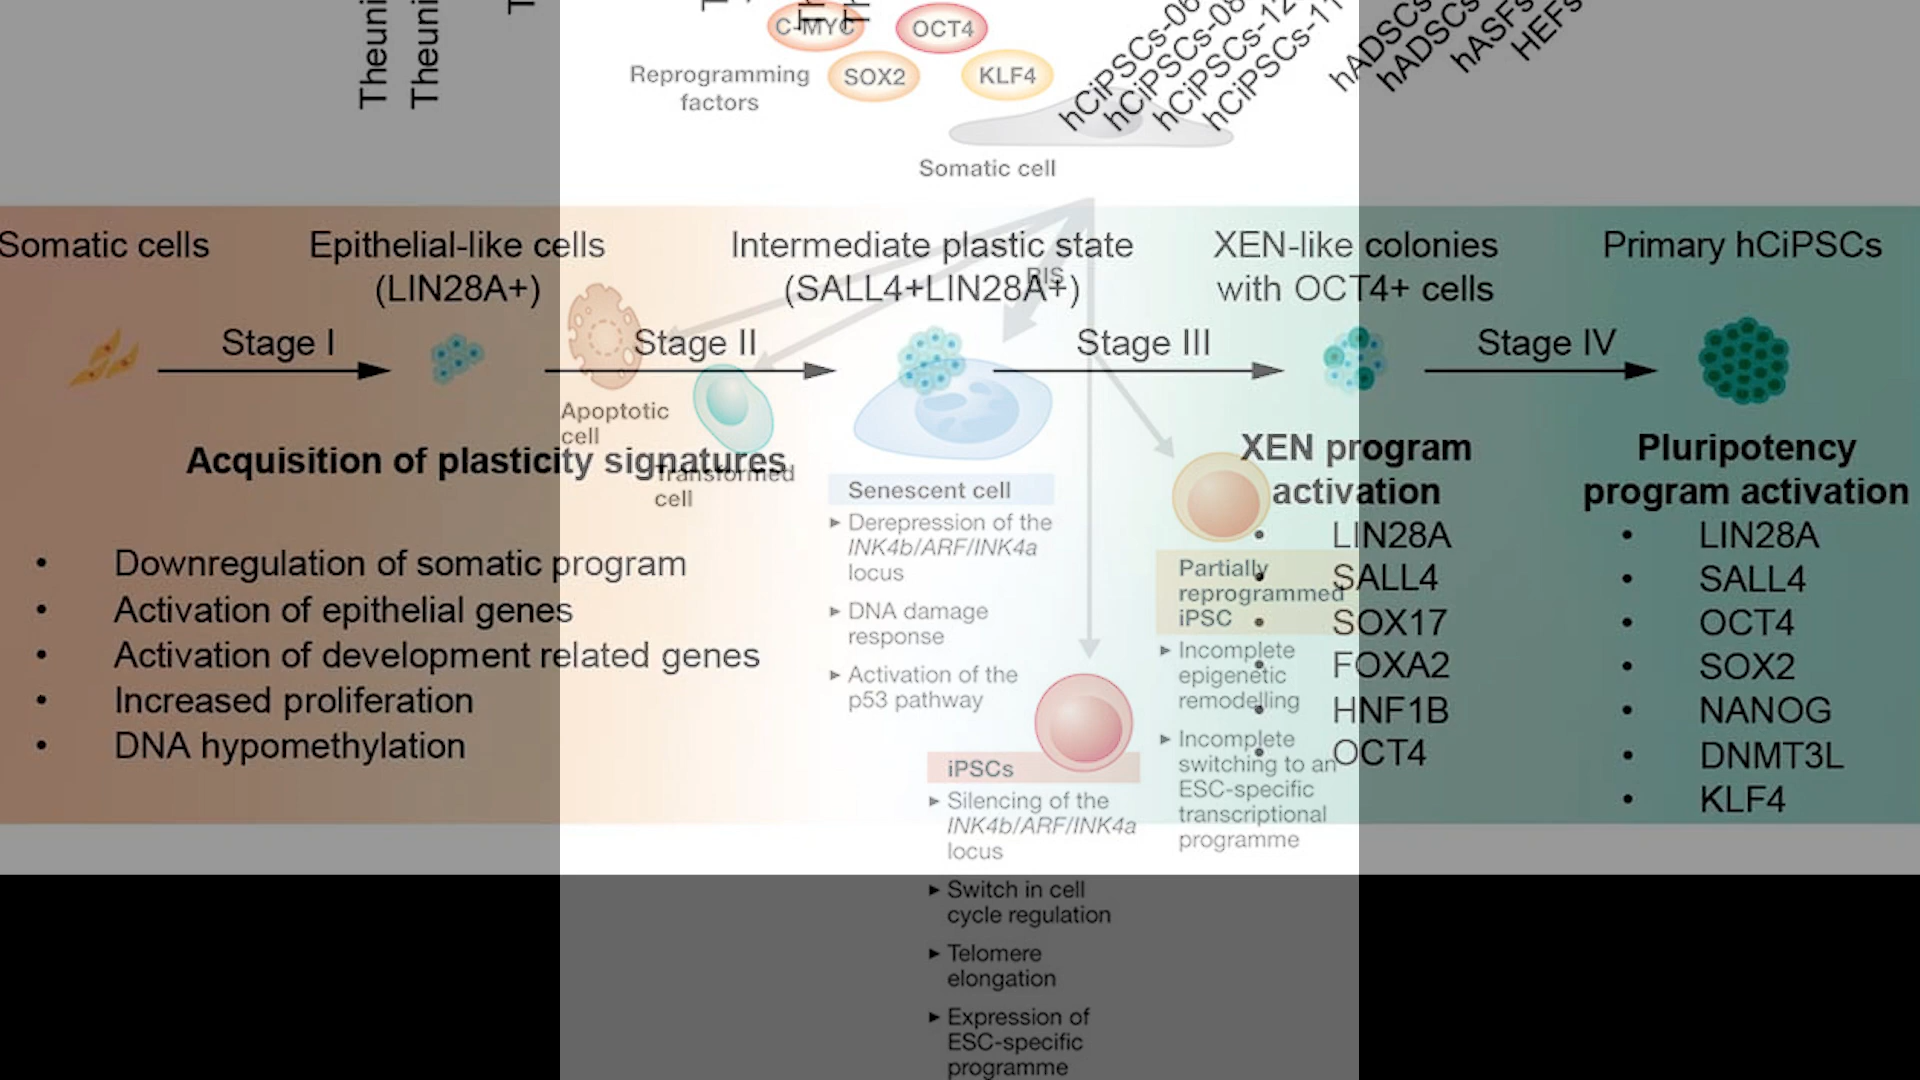 Theuni
Theuni
C-MYC
OCT4
Reprogramming
factors
SOX2
KLF4
hCiPSCs-06
hCiPSCs-08
hCiPSCs-12
hCiPSCs-11
hADSCs
hADSCs
hASFs
HEFs
Somatic cell
Somatic cells
Epithelial-like cells
(LIN28A+)
Intermediate plastic state
(SALL4+LIN28A+)
RIS
XEN-like colonies
with OCT4+ cells
Primary hCiPSCs
Stage I
Stage II
Stage III
Stage IV
Apoptotic
cell
Transformed
cell
Acquisition of plasticity signatures
• Downregulation of somatic program
• Activation of epithelial genes
• Activation of development related genes
• Increased proliferation
• DNA hypomethylation
Senescent cell
▸ Derepression of the
INK4b/ARF/INK4a
locus
▸ DNA damage
response
▸ Activation of the
p53 pathway
iPSCs
▸ Silencing of the
INK4b/ARF/INK4a
locus
▸ Switch in cell
cycle regulation
▸ Telomere
elongation
▸ Expression of
ESC-specific
programme
Partially
reprogrammed
iPSC
▸ Incomplete
epigenetic
remodelling
▸ Incomplete
switching to an
ESC-specific
transcriptional
programme
XEN program
activation
• LIN28A
• SALL4
• SOX17
• FOXA2
• HNF1B
• OCT4
Pluripotency
program activation
• LIN28A
• SALL4
• OCT4
• SOX2
• NANOG
• DNMT3L
• KLF4